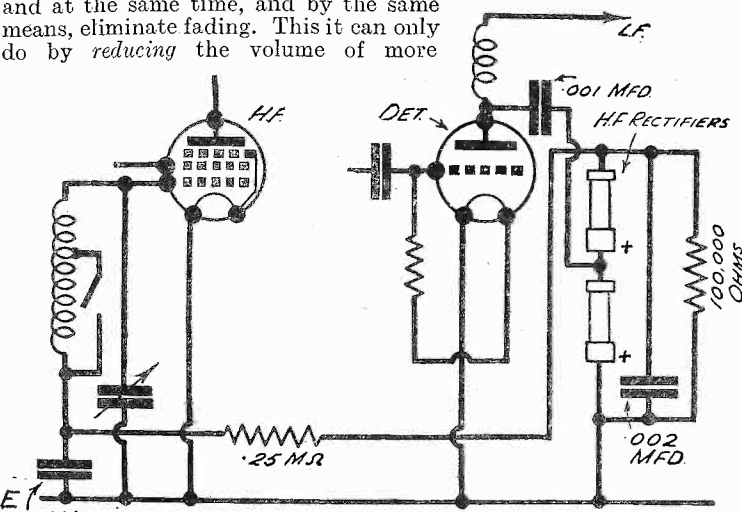 and at the same time, and by the same
means, eliminate fading. This it can only
do by reducing the volume of more
L.F.
.001 MFD.
H.F.
DET.
H.F. RECTIFIERS
+
100,000
OHMS
+
.25 MΩ
.002
MFD.
E